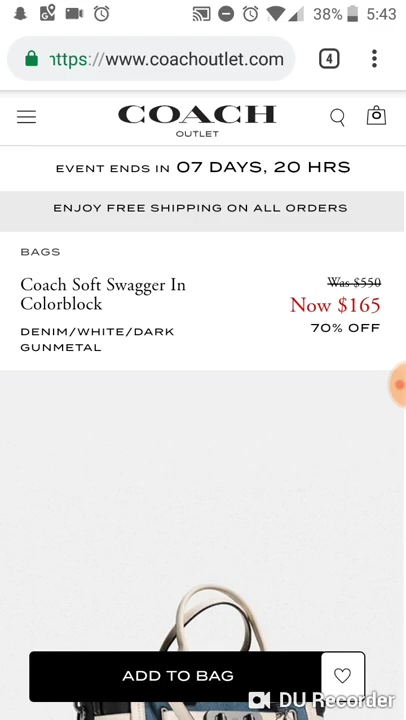 38% 5:43
https://www.coachoutlet.com 4
COACH
OUTLET
EVENT ENDS IN 07 DAYS, 20 HRS
ENJOY FREE SHIPPING ON ALL ORDERS
BAGS
Coach Soft Swagger In
Colorblock
Was $550
Now $165
70% OFF
DENIM/WHITE/DARK
GUNMETAL
ADD TO BAG
DU Recorder